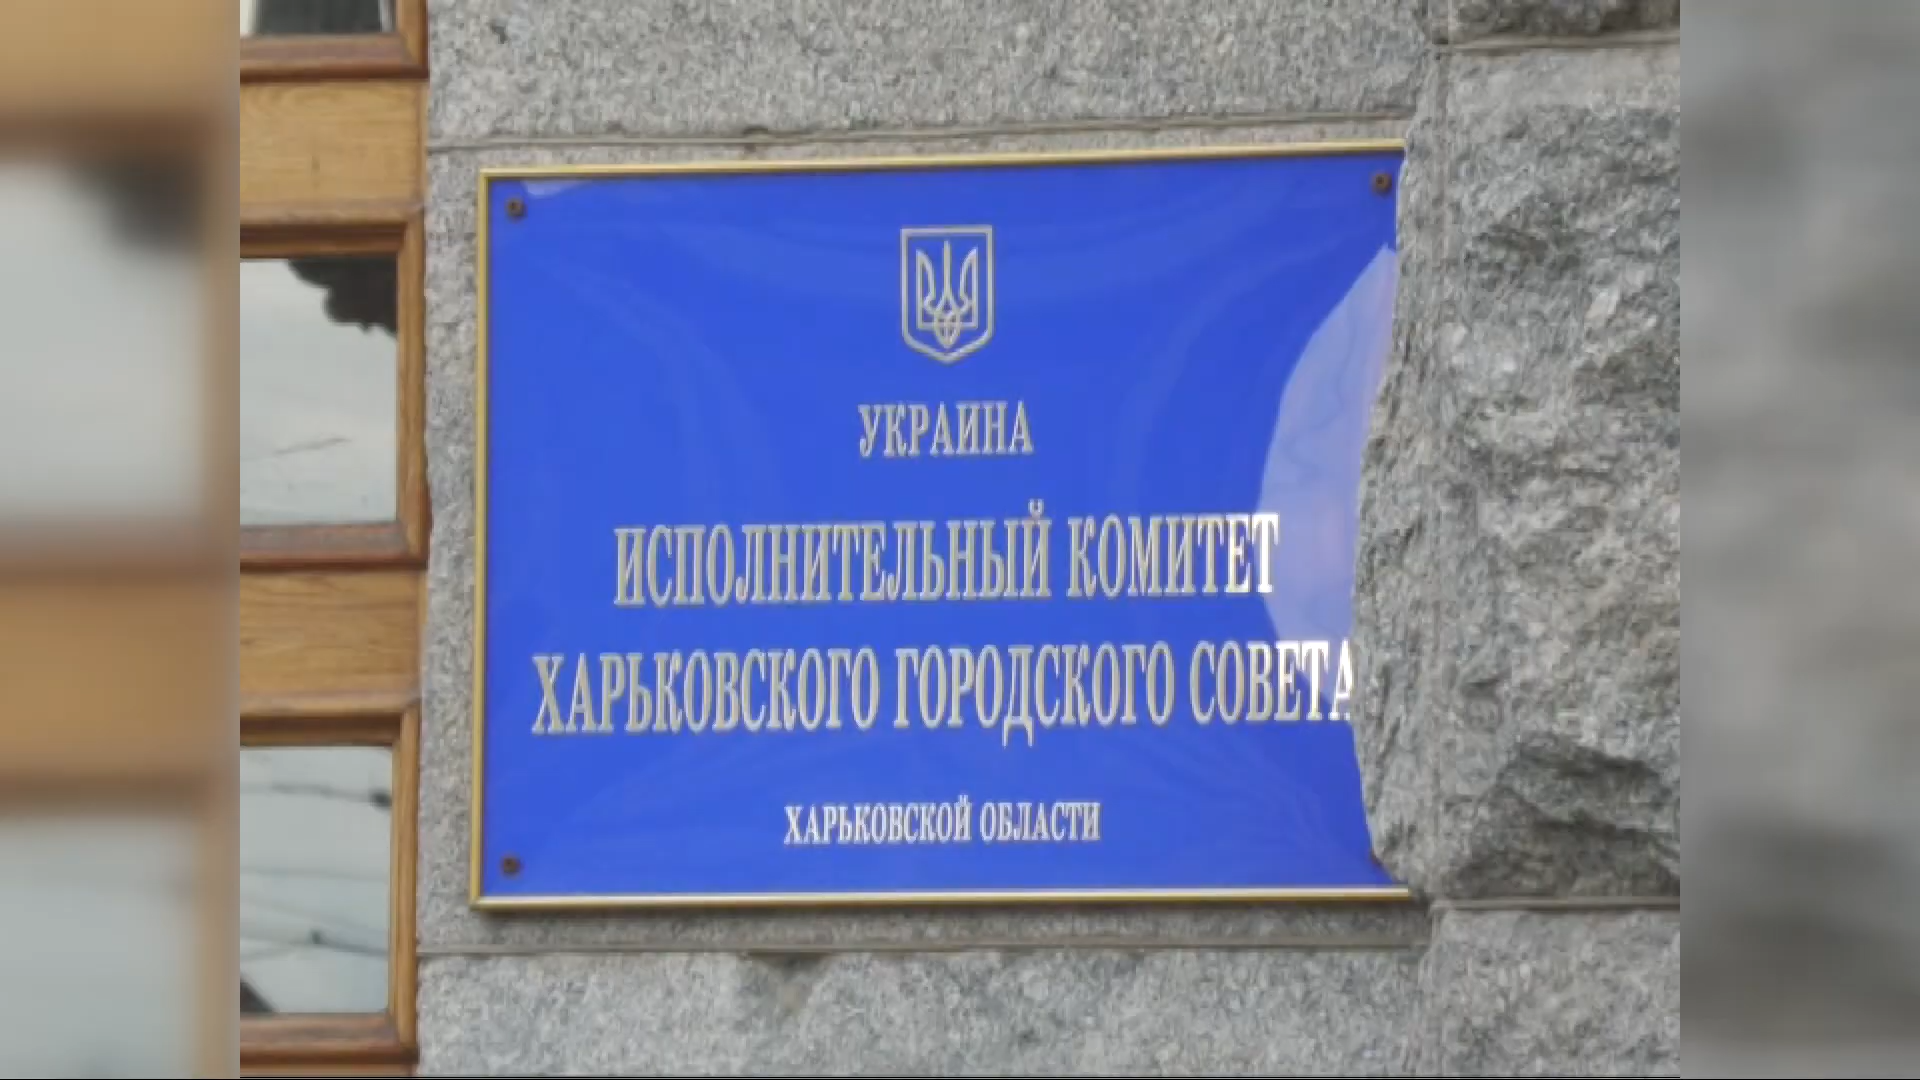 УКРАИНА
ИСПОЛНИТЕЛЬНЫЙ КОМИТЕТ
ХАРЬКОВСКОГО ГОРОДСКОГО СОВЕТА
ХАРЬКОВСКОЙ ОБЛАСТИ